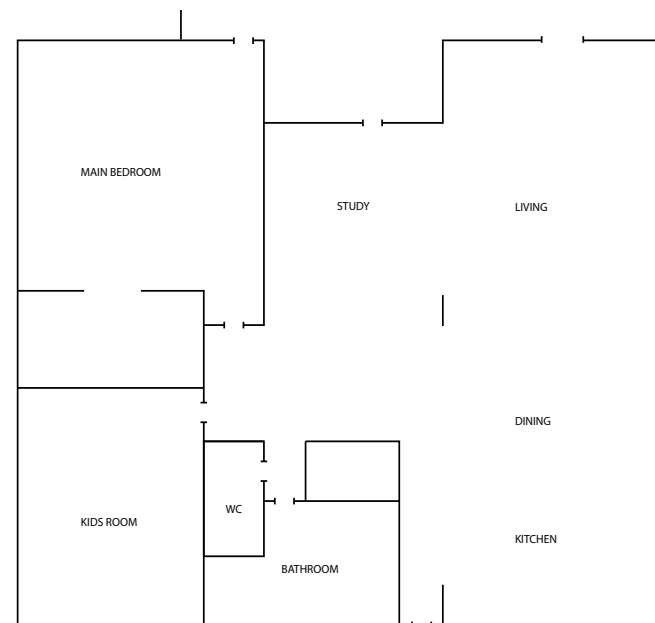 MAIN BEDROOM
STUDY
LIVING
DINING
KIDS ROOM
WC
KITCHEN
BATHROOM